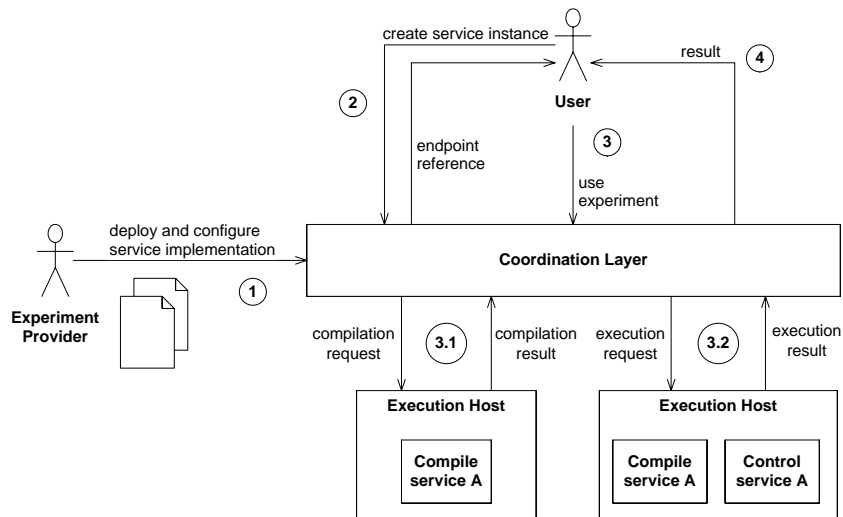 create service instance
result
4
2
User
endpoint
reference
3
use
experiment
deploy and configure
service implementation
Coordination Layer
1
Experiment
Provider
compilation
request
3.1
compilation
result
execution
request
3.2
execution
result
Execution Host
Execution Host
Compile
service A
Compile
service A
Control
service A